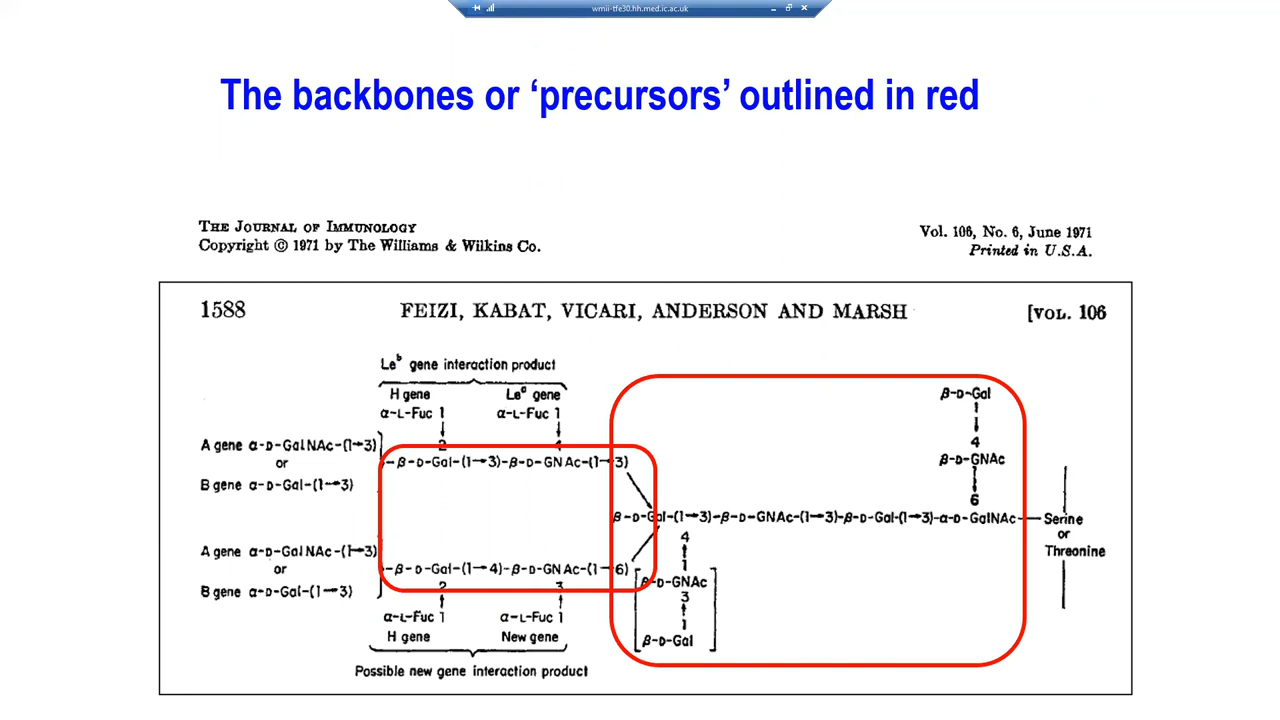 wmii-tfe30.hh.med.ic.ac.uk
The backbones or ‘precursors’ outlined in red
THE JOURNAL OF IMMUNOLOGY
Copyright © 1971 by The Williams & Wilkins Co.
Vol. 106, No. 6, June 1971
Printed in U.S.A.
1588
FEIZI, KABAT, VICARI, ANDERSON AND MARSH
[VOL. 106
Leᵇ gene interaction product
H gene
Leᵃ gene
α-L-Fuc 1
α-L-Fuc 1
2
4
A gene α-D-GalNAc-(1→3)
or
B gene α-D-Gal-(1→3)
-β-D-Gal-(1→3)-β-D-GNAc-(1→3)
β-D-Gal
1
4
β-D-GNAc
1
6
β-D-Gal-(1→3)-β-D-GNAc-(1→3)-β-D-Gal-(1→3)-α-D-GalNAc
Serine
or
Threonine
4
1
β-D-GNAc
3
1
β-D-Gal
A gene α-D-GalNAc-(1→3)
or
B gene α-D-Gal-(1→3)
-β-D-Gal-(1→4)-β-D-GNAc-(1→6)
2
3
α-L-Fuc 1
α-L-Fuc 1
H gene
New gene
Possible new gene interaction product